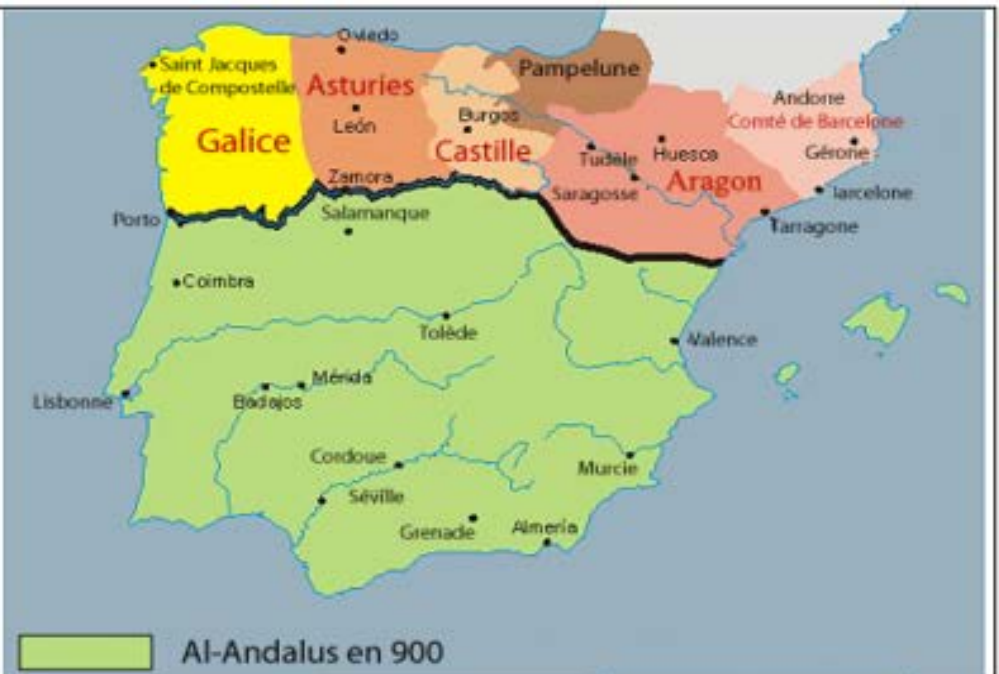 Oviedo
Saint Jacques
de Compostelle
Asturies
Pampelune
Andorre
Comté de Barcelone
León
Burgos
Galice
Castille
Tudèle
Huesca
Gérone
Zamora
Saragosse
Aragon
Iarcelone
Porto
Salamanque
Tarragone
Coimbra
Tolède
Valence
Lisbonne
Mérida
Badajos
Cordoue
Murcie
Séville
Grenade
Almería
Al-Andalus en 900